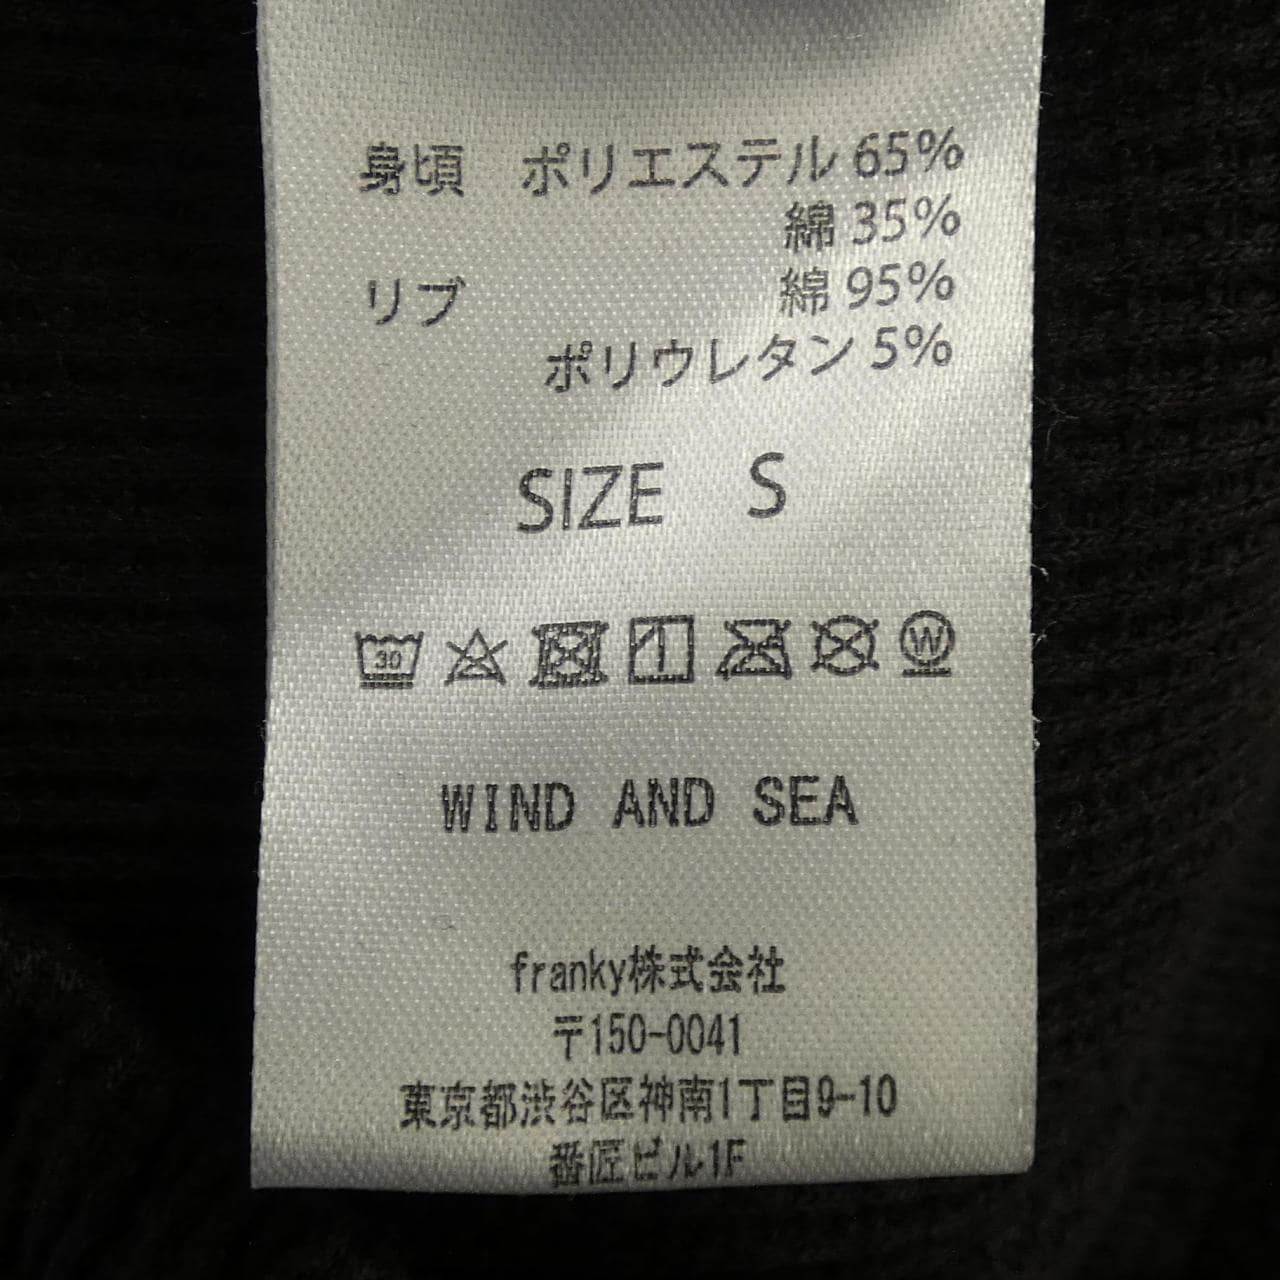 身頃 ポリエステル 65%
綿 35%
リブ 綿 95%
ポリウレタン 5%
SIZE S
30 W
WIND AND SEA
franky株式会社
〒150-0041
東京都渋谷区神南1丁目9-10
番匠ビル1F